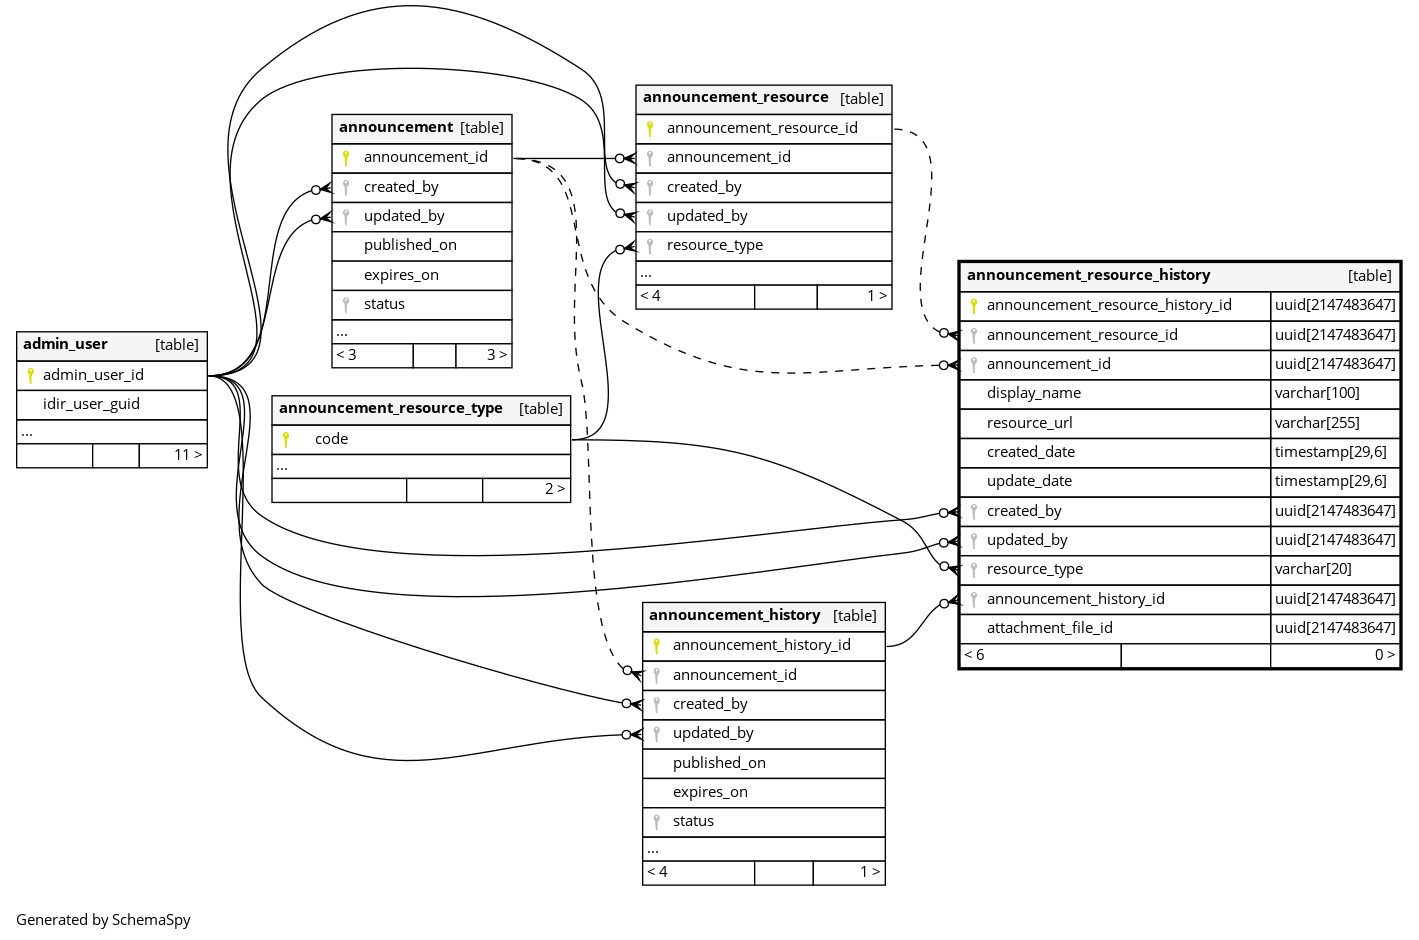 announcement_resource [table]
announcement_resource_id
announcement_id
created_by
updated_by
resource_type
...
< 4 1 >
announcement [table]
announcement_id
created_by
updated_by
published_on
expires_on
status
...
< 3 3 >
admin_user [table]
admin_user_id
idir_user_guid
...
11 >
announcement_resource_type [table]
code
...
2 >
announcement_resource_history [table]
announcement_resource_history_id uuid[2147483647]
announcement_resource_id uuid[2147483647]
announcement_id uuid[2147483647]
display_name varchar[100]
resource_url varchar[255]
created_date timestamp[29,6]
update_date timestamp[29,6]
created_by uuid[2147483647]
updated_by uuid[2147483647]
resource_type varchar[20]
announcement_history_id uuid[2147483647]
attachment_file_id uuid[2147483647]
< 6 0 >
announcement_history [table]
announcement_history_id
announcement_id
created_by
updated_by
published_on
expires_on
status
...
< 4 1 >
Generated by SchemaSpy